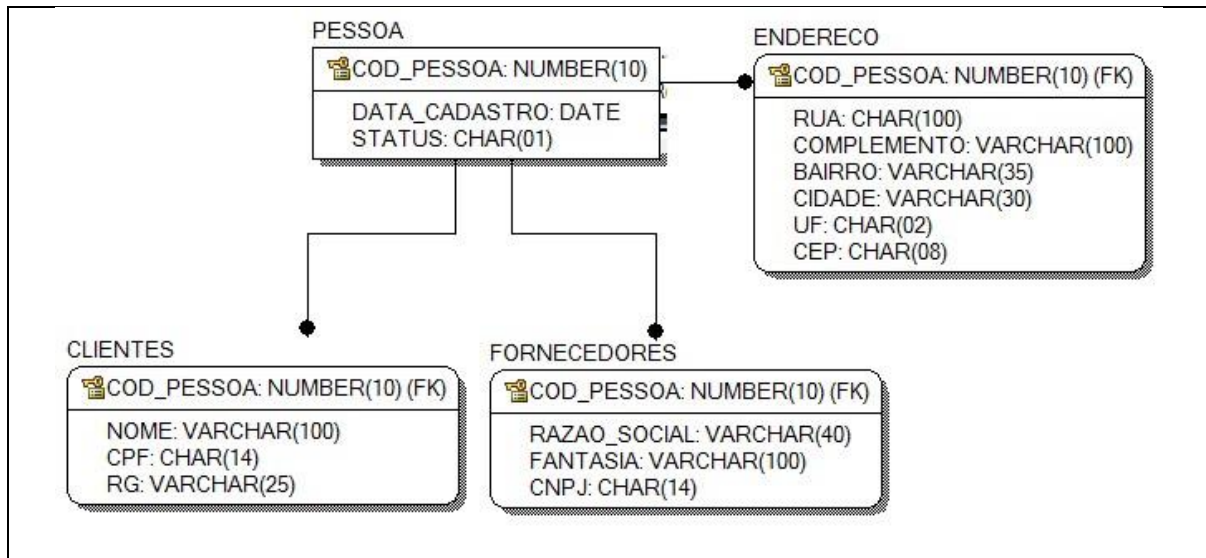 PESSOA
COD_PESSOA: NUMBER(10)
DATA_CADASTRO: DATE
STATUS: CHAR(01)
ENDERECO
COD_PESSOA: NUMBER(10) (FK)
RUA: CHAR(100)
COMPLEMENTO: VARCHAR(100)
BAIRRO: VARCHAR(35)
CIDADE: VARCHAR(30)
UF: CHAR(02)
CEP: CHAR(08)
CLIENTES
COD_PESSOA: NUMBER(10) (FK)
NOME: VARCHAR(100)
CPF: CHAR(14)
RG: VARCHAR(25)
FORNECEDORES
COD_PESSOA: NUMBER(10) (FK)
RAZAO_SOCIAL: VARCHAR(40)
FANTASIA: VARCHAR(100)
CNPJ: CHAR(14)